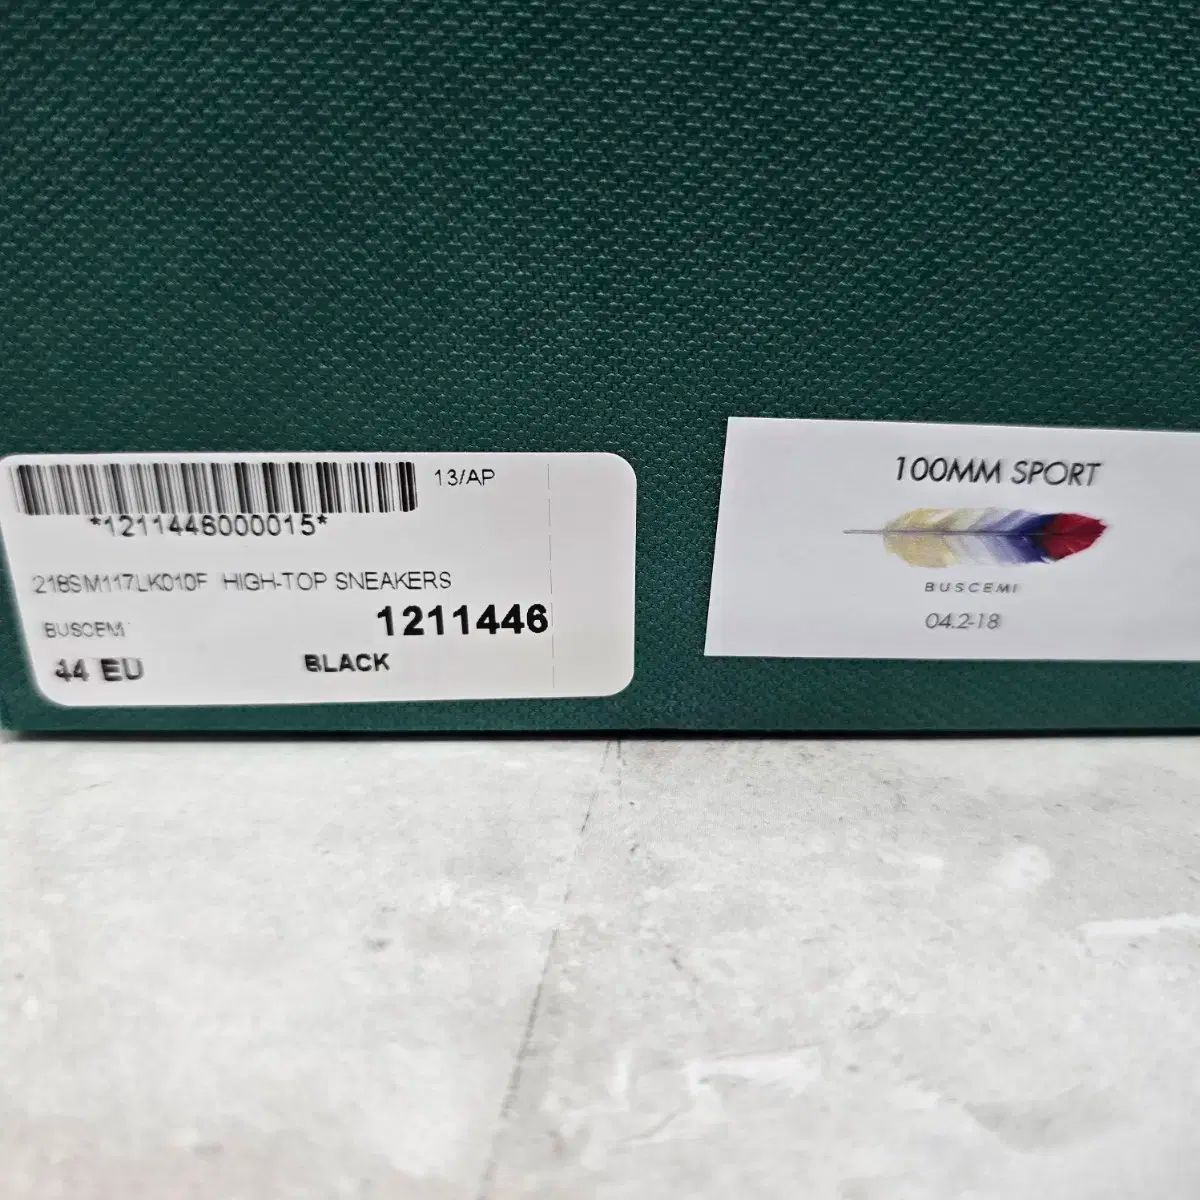 13/AP
*1211446000015*
218SM117LK010F HIGH-TOP SNEAKERS
BUSCEMI
1211446
44 EU
BLACK
100MM SPORT
BUSCEMI
04.2-18